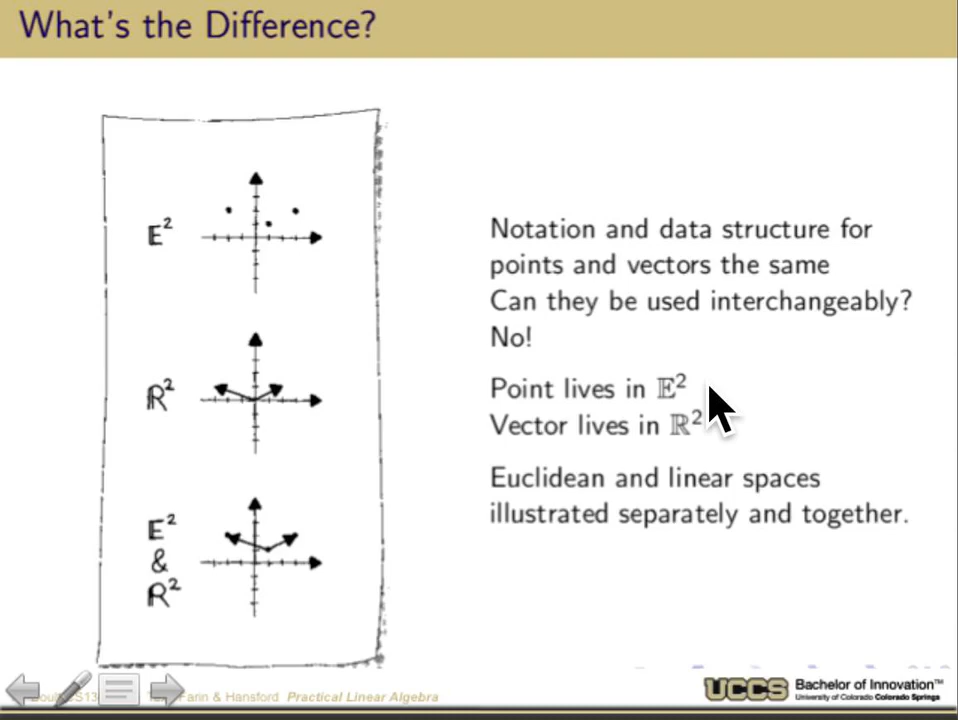 What's the Difference?
E²
R²
E²
&
R²
Notation and data structure for
points and vectors the same
Can they be used interchangeably?
No!
Point lives in 𝔼²
Vector lives in ℝ²
Euclidean and linear spaces
illustrated separately and together.
Farin & Hansford Practical Linear Algebra
UCCS
Bachelor of Innovation™
University of Colorado Colorado Springs